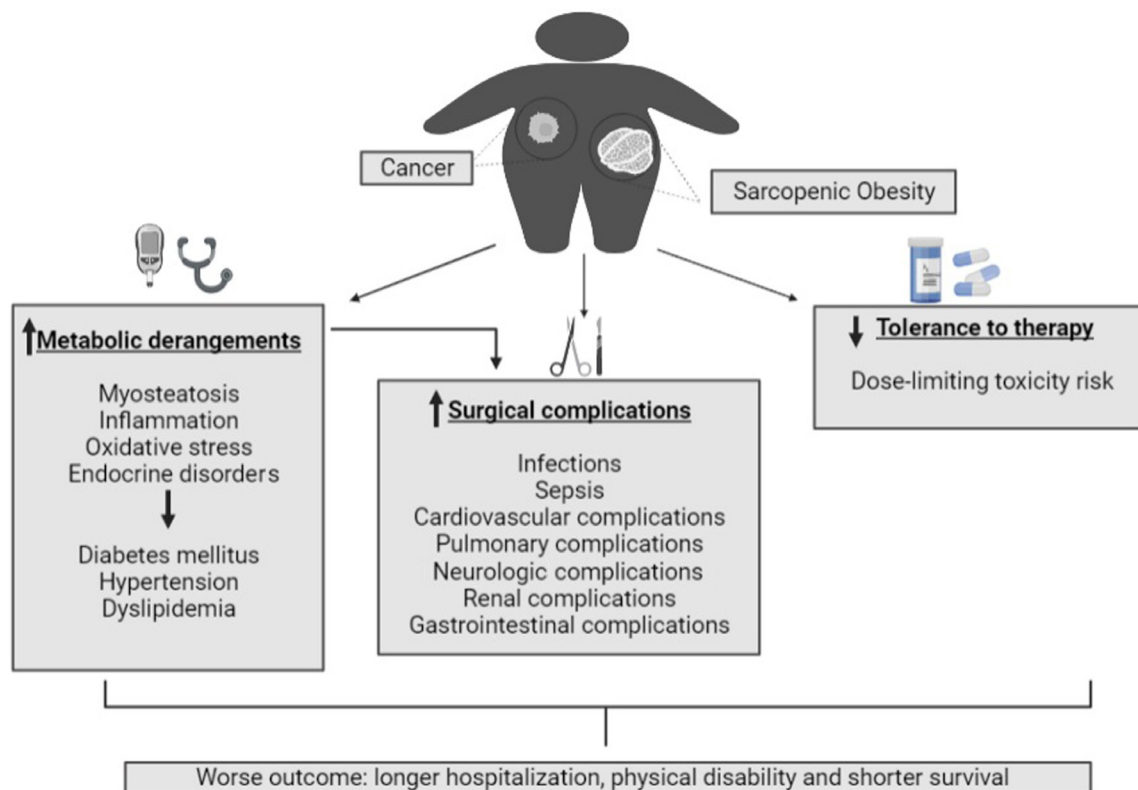 Cancer
Sarcopenic Obesity
Metabolic derangements
Myosteatosis
Inflammation
Oxidative stress
Endocrine disorders
Diabetes mellitus
Hypertension
Dyslipidemia
Surgical complications
Infections
Sepsis
Cardiovascular complications
Pulmonary complications
Neurologic complications
Renal complications
Gastrointestinal complications
Tolerance to therapy
Dose-limiting toxicity risk
Worse outcome: longer hospitalization, physical disability and shorter survival